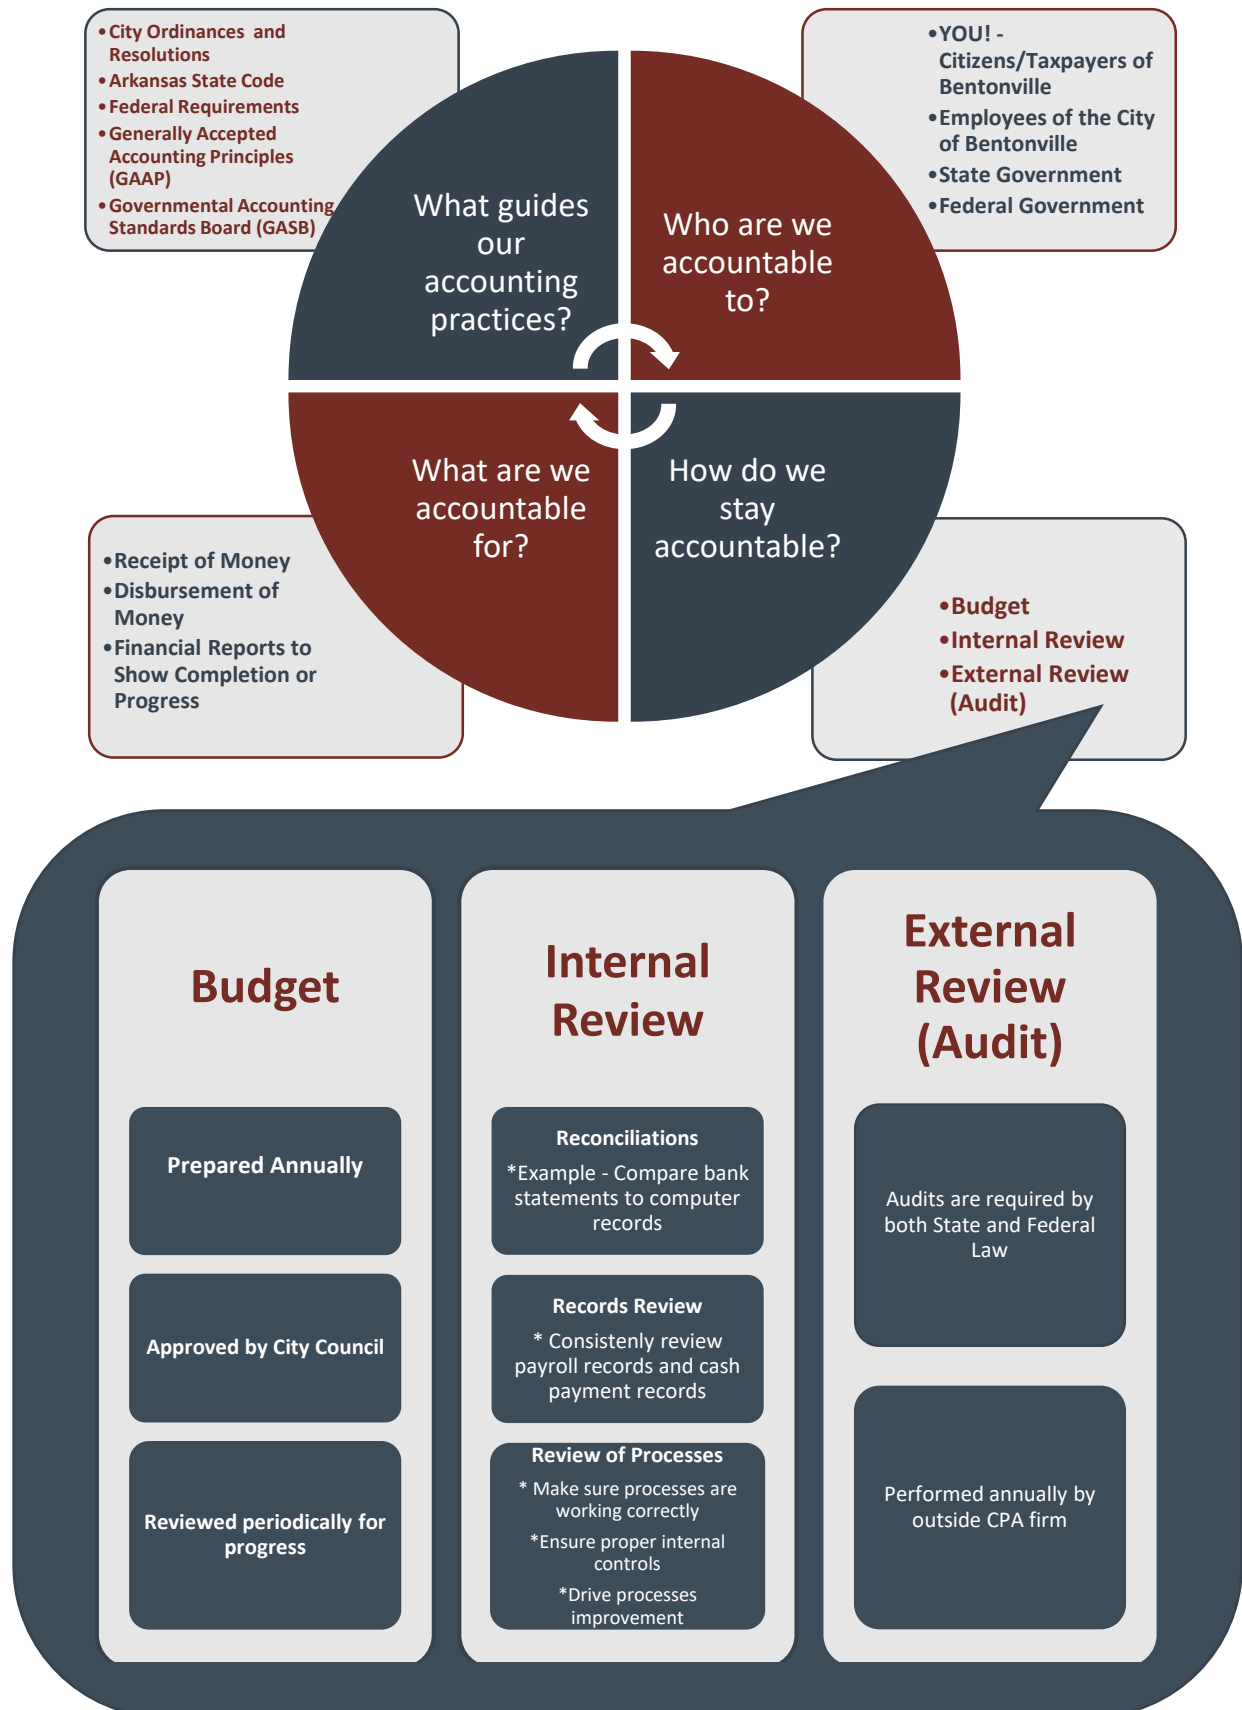 •City Ordinances and
Resolutions
•Arkansas State Code
•Federal Requirements
•Generally Accepted
Accounting Principles
(GAAP)
•Governmental Accounting
Standards Board (GASB)
•YOU! -
Citizens/Taxpayers of
Bentonville
•Employees of the City
of Bentonville
•State Government
•Federal Government
What guides
our
accounting
practices?
Who are we
accountable
to?
What are we
accountable
for?
How do we
stay
accountable?
•Receipt of Money
•Disbursement of
Money
•Financial Reports to
Show Completion or
Progress
•Budget
•Internal Review
•External Review
(Audit)
Budget
Prepared Annually
Approved by City Council
Reviewed periodically for
progress
Internal
Review
Reconciliations
*Example - Compare bank
statements to computer
records
Records Review
* Consistenly review
payroll records and cash
payment records
Review of Processes
* Make sure processes are
working correctly
*Ensure proper internal
controls
*Drive processes
improvement
External
Review
(Audit)
Audits are required by
both State and Federal
Law
Performed annually by
outside CPA firm